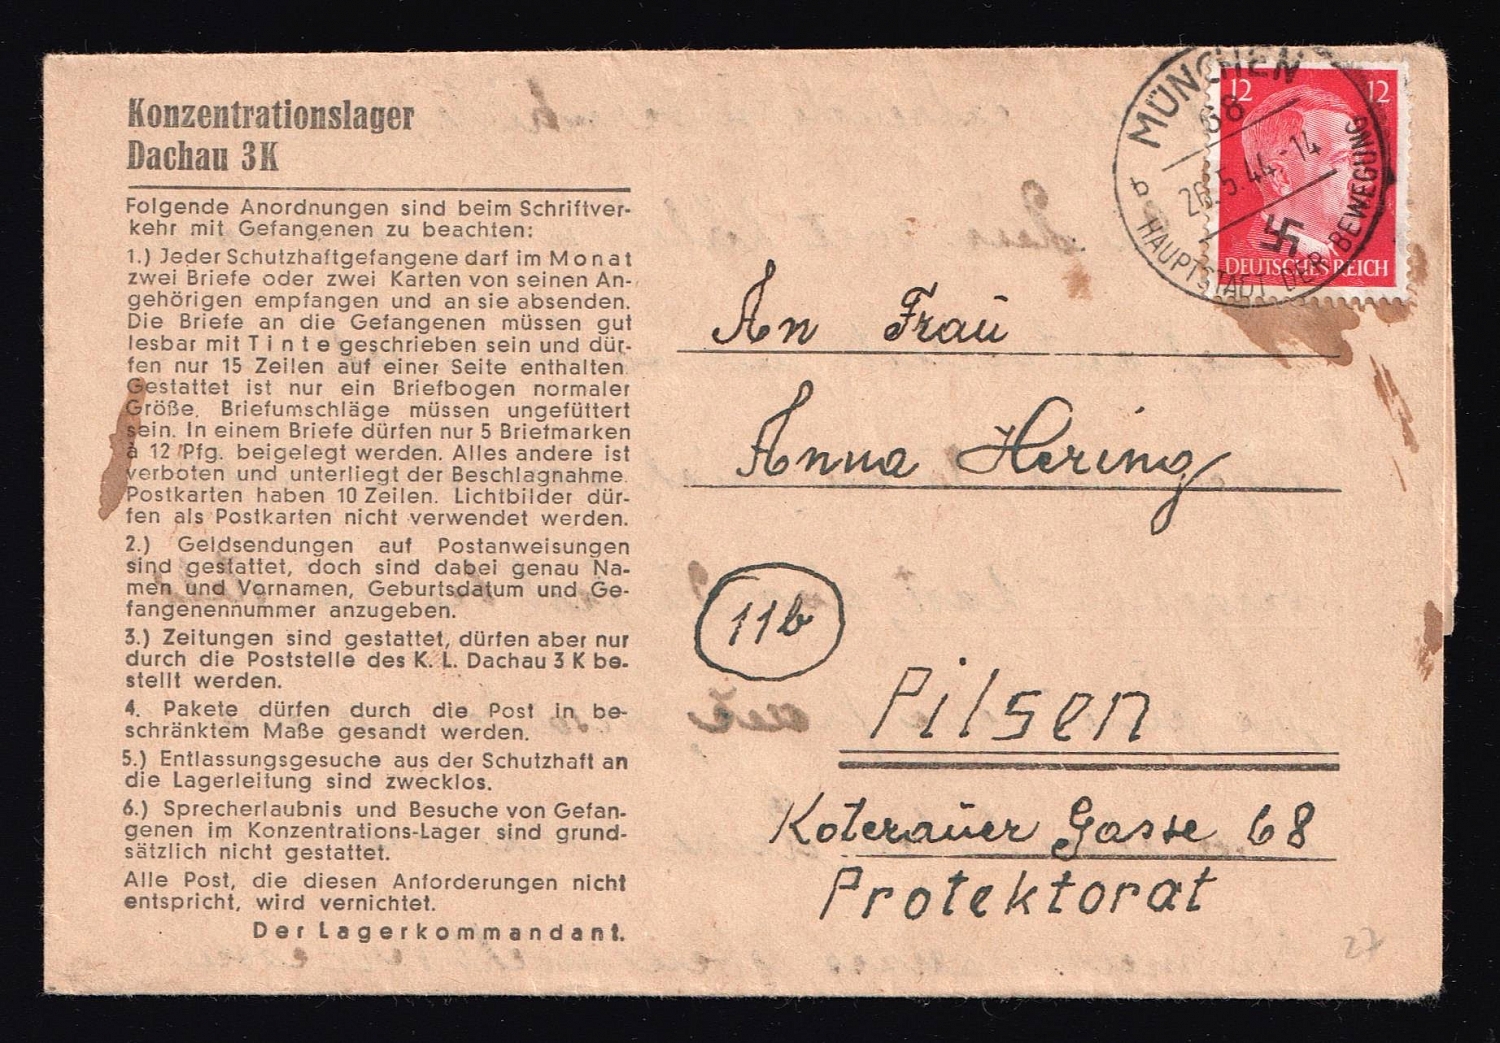 Konzentrationslager
Dachau 3K
Folgende Anordnungen sind beim Schriftver-
kehr mit Gefangenen zu beachten:
1.) Jeder Schutzhaftgefangene darf im Monat
zwei Briefe oder zwei Karten von seinen An-
gehörigen empfangen und an sie absenden.
Die Briefe an die Gefangenen müssen gut
lesbar mit Tinte geschrieben sein und dür-
fen nur 15 Zeilen auf einer Seite enthalten.
Gestattet ist nur ein Briefbogen normaler
Größe. Briefumschläge müssen ungefüttert
sein. In einem Briefe dürfen nur 5 Briefmarken
à 12 Pfg. beigelegt werden. Alles andere ist
verboten und unterliegt der Beschlagnahme.
Postkarten haben 10 Zeilen. Lichtbilder dür-
fen als Postkarten nicht verwendet werden.
2.) Geldsendungen auf Postanweisungen
sind gestattet, doch sind dabei genau Na-
men und Vornamen, Geburtsdatum und Ge-
fangenennummer anzugeben.
3.) Zeitungen sind gestattet, dürfen aber nur
durch die Poststelle des K. L. Dachau 3 K be-
stellt werden.
4. Pakete dürfen durch die Post in be-
schränktem Maße gesandt werden.
5.) Entlassungsgesuche aus der Schutzhaft an
die Lagerleitung sind zwecklos.
6.) Sprecherlaubnis und Besuche von Gefan-
genen im Konzentrations-Lager sind grund-
sätzlich nicht gestattet.
Alle Post, die diesen Anforderungen nicht
entspricht, wird vernichtet.
Der Lagerkommandant.
MÜNCHEN
68
b
26.5.44.-14
HAUPTSTADT DER BEWEGUNG
12 12
DEUTSCHES REICH
An Frau
Anna Hering
11b
Pilsen
Koterauer Gasse 68
Protektorat
27